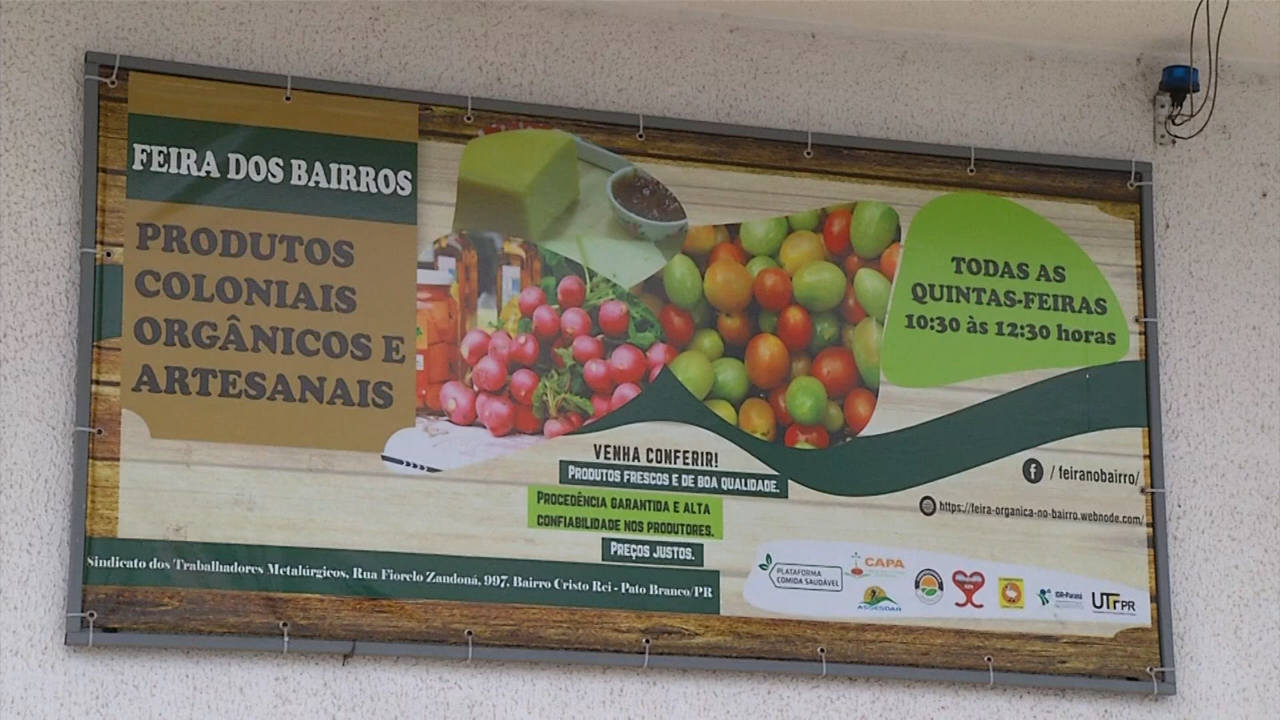 FEIRA DOS BAIRROS
PRODUTOS
COLONIAIS
ORGÂNICOS E
ARTESANAIS
TODAS AS
QUINTAS-FEIRAS
10:30 às 12:30 horas
VENHA CONFERIR!
PRODUTOS FRESCOS E DE BOA QUALIDADE.
PROCEDÊNCIA GARANTIDA E ALTA
CONFIABILIDADE NOS PRODUTORES.
PREÇOS JUSTOS.
/ feiranobairro/
https://feira-organica-no-bairro.webnode.com/
Sindicato dos Trabalhadores Metalúrgicos, Rua Fiorelo Zandoná, 997, Bairro Cristo Rei - Pato Branco/PR
PLATAFORMA
COMIDA SAUDÁVEL
CAPA
ASSESOAR
IDR-Paraná
UTFPR